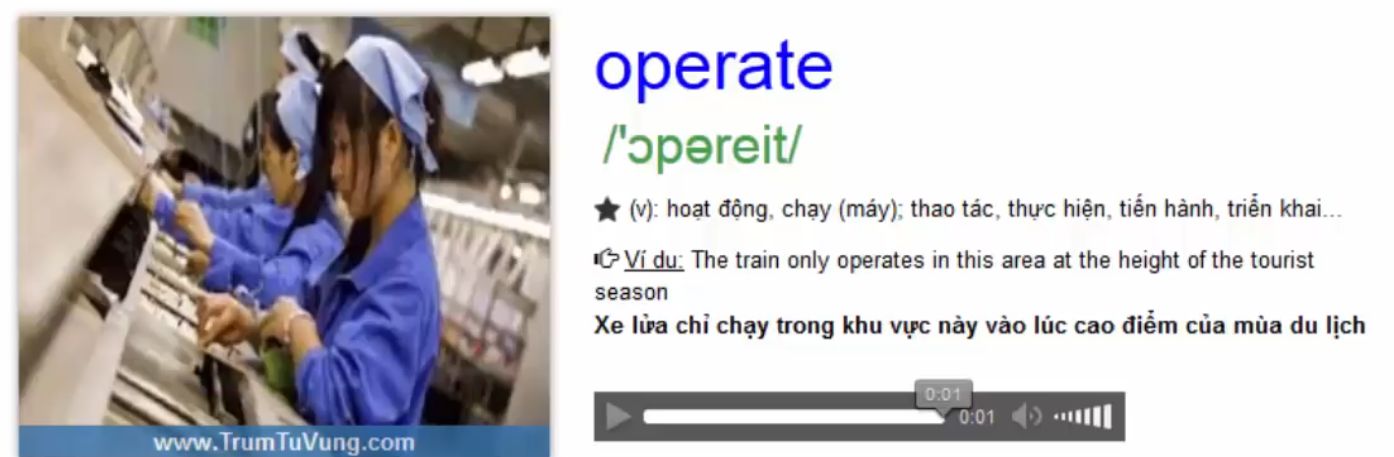 operate
/'ɔpəreit/
★ (v): hoạt động, chạy (máy); thao tác, thực hiện, tiến hành, triển khai...
Ví du: The train only operates in this area at the height of the tourist
season
Xe lửa chỉ chạy trong khu vực này vào lúc cao điểm của mùa du lịch
0:01
0:01
www.TrumTuVung.com